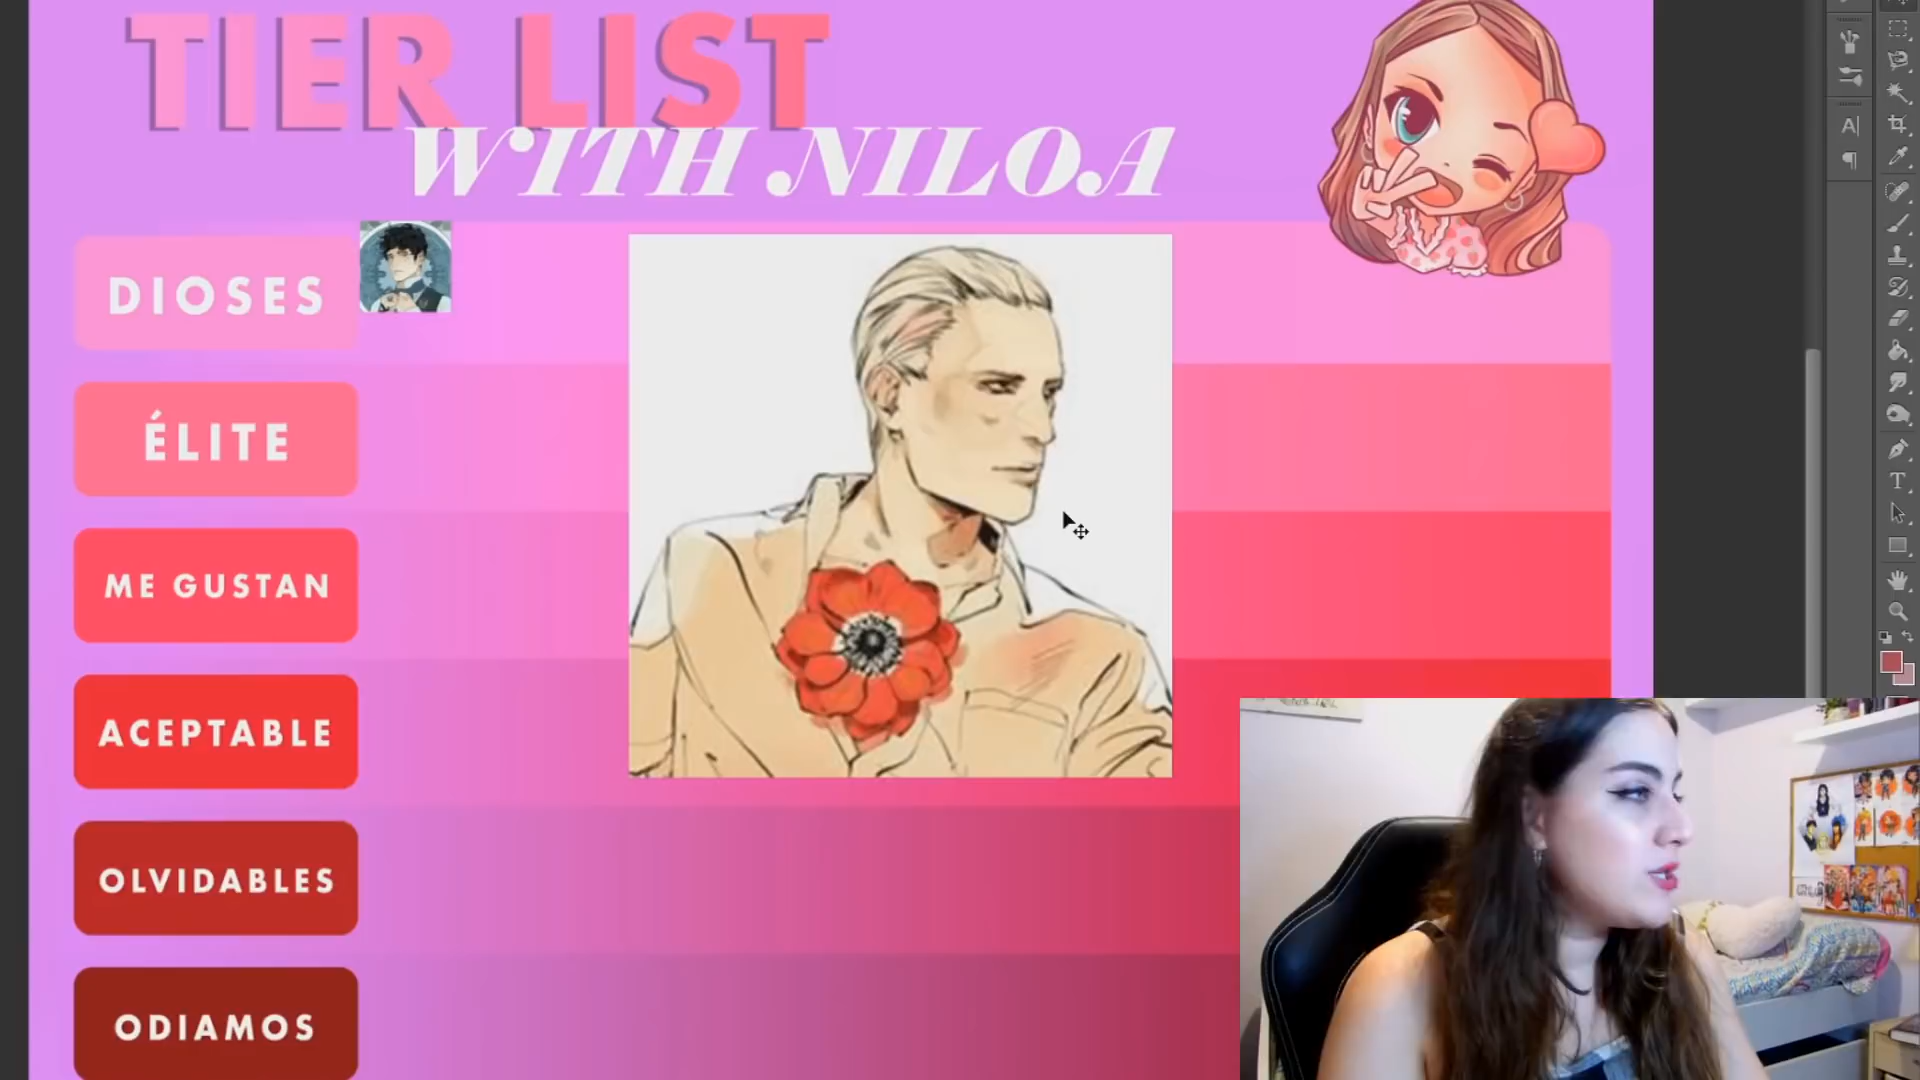 TIER LIST
WITH NILOA
DIOSES
ÉLITE
ME GUSTAN
ACEPTABLE
OLVIDABLES
ODIAMOS